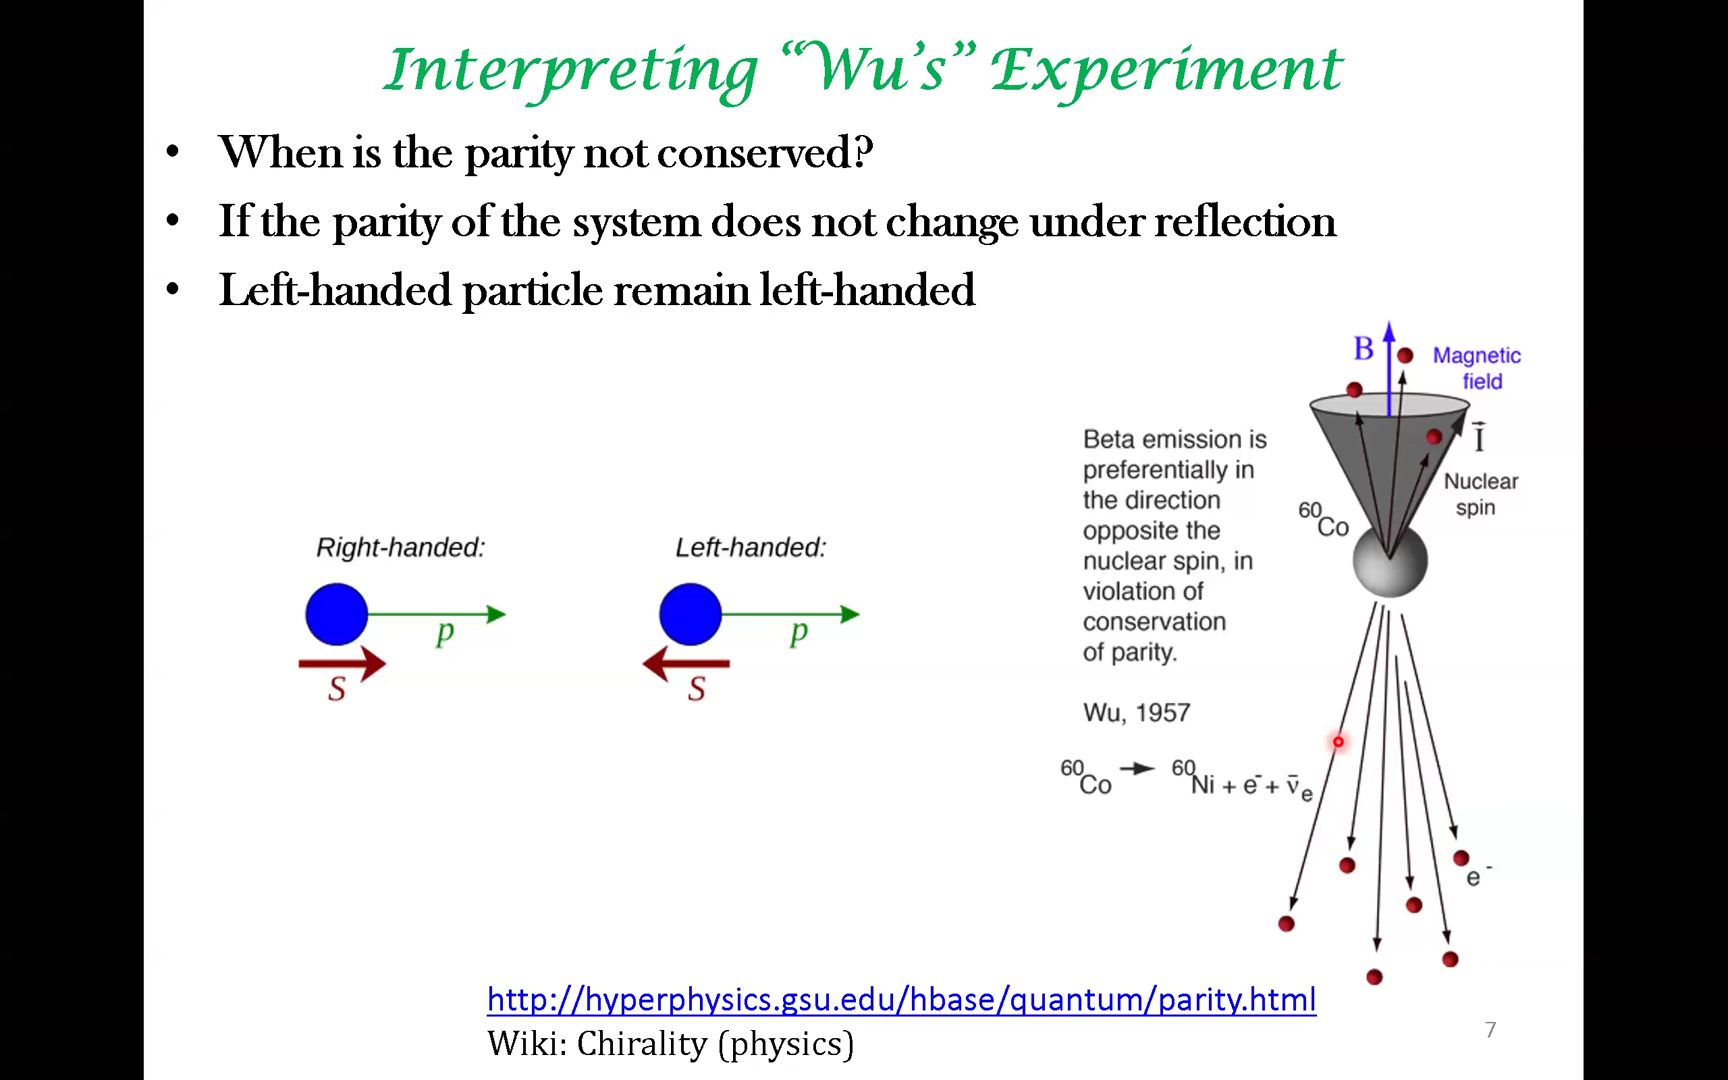 Interpreting “Wu’s” Experiment
• When is the parity not conserved?
• If the parity of the system does not change under reflection
• Left-handed particle remain left-handed
Right-handed:
p
S
Left-handed:
p
S
Beta emission is
preferentially in
the direction
opposite the
nuclear spin, in
violation of
conservation
of parity.
Wu, 1957
⁶⁰Co → ⁶⁰Ni + e⁻ + ν̄ₑ
B
Magnetic
field
I⃗
Nuclear
spin
⁶⁰Co
e⁻
http://hyperphysics.gsu.edu/hbase/quantum/parity.html
Wiki: Chirality (physics)
7